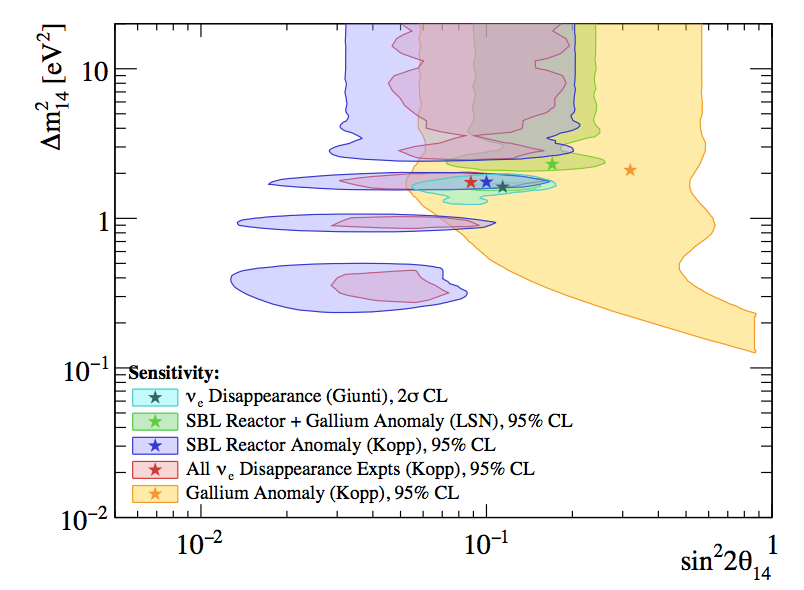 Δm²₁₄ [eV²]
10
1
10⁻¹
10⁻²
Sensitivity:
νₑ Disappearance (Giunti), 2σ CL
SBL Reactor + Gallium Anomaly (LSN), 95% CL
SBL Reactor Anomaly (Kopp), 95% CL
All νₑ Disappearance Expts (Kopp), 95% CL
Gallium Anomaly (Kopp), 95% CL
10⁻² 10⁻¹ 1
sin²2θ₁₄